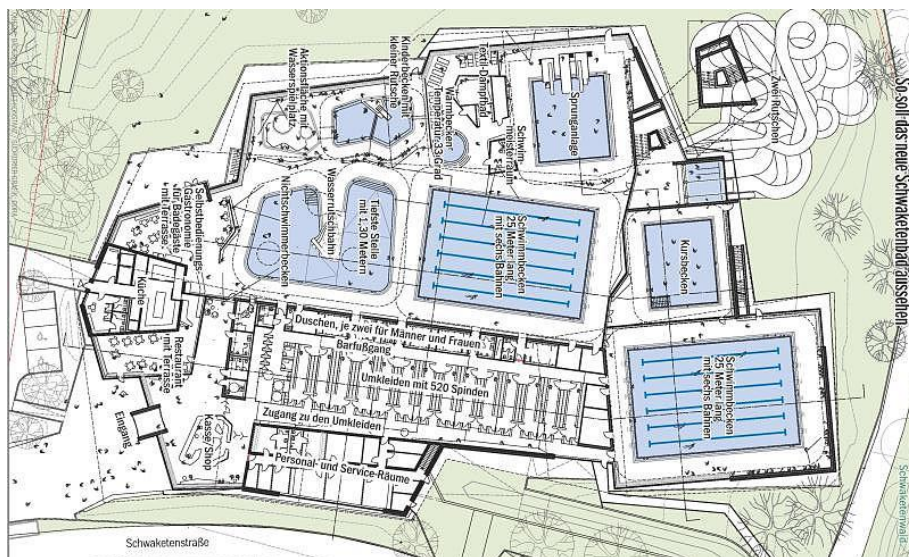 So soll das neue Schwaketenbad aussehen
Zwei Rutschen
Sprunganlage
Textil-Dampfbad
Schwim-
meisterraum
Warmbecken-
Temperatur: 33 Grad
Kinderbecken mit
kleiner Rutsche
Aktionsfläche mit
Wasserspielplatz
Kursbecken
Schwimmbecken
25 Meter lang
mit sechs Bahnen
Tiefste Stelle
mit 1,30 Metern
Wasserrutschbahn
Nichtschwimmerbecken
Selbstbedienungs-
Gastronomie
für Badegäste
mit Terrasse
Küche
Restaurant
mit Terrasse
Eingang
Kasse/Shop
Duschen, je zwei für Männer und Frauen
Barfußgang
Umkleiden mit 520 Spinden
Zugang zu den Umkleiden
Personal- und Service-Räume
Schwimmbecken
25 Meter lang
mit sechs Bahnen
Schwaketenstraße
Schwaketenwald